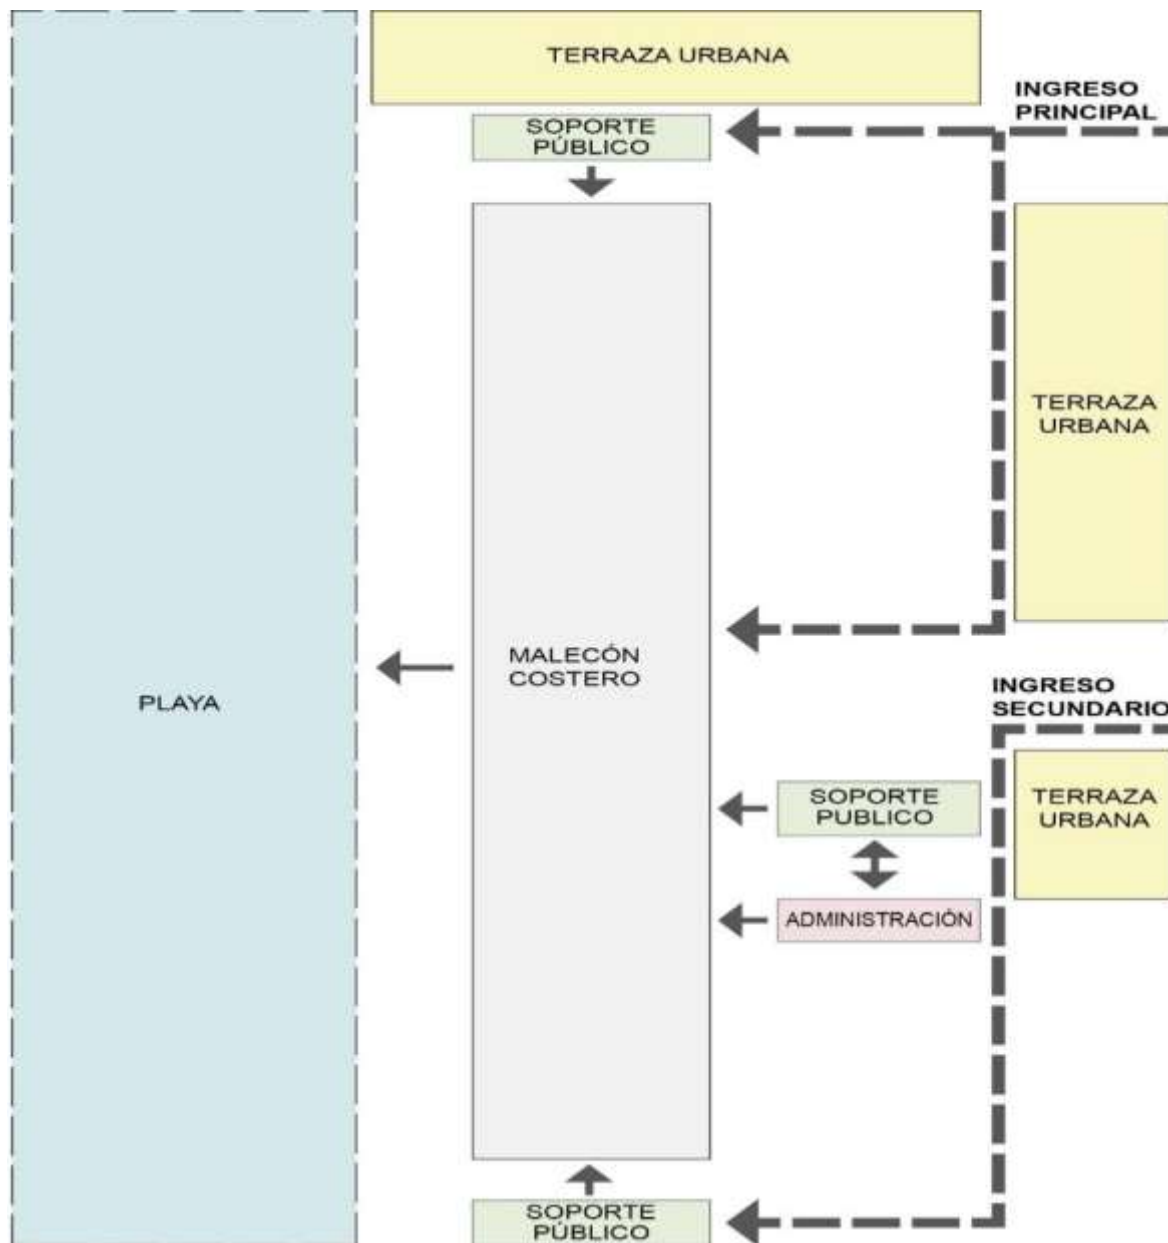 TERRAZA URBANA
INGRESO
PRINCIPAL
SOPORTE
PÚBLICO
TERRAZA
URBANA
MALECÓN
COSTERO
PLAYA
INGRESO
SECUNDARIO
SOPORTE
PUBLICO
TERRAZA
URBANA
ADMINISTRACIÓN
SOPORTE
PÚBLICO